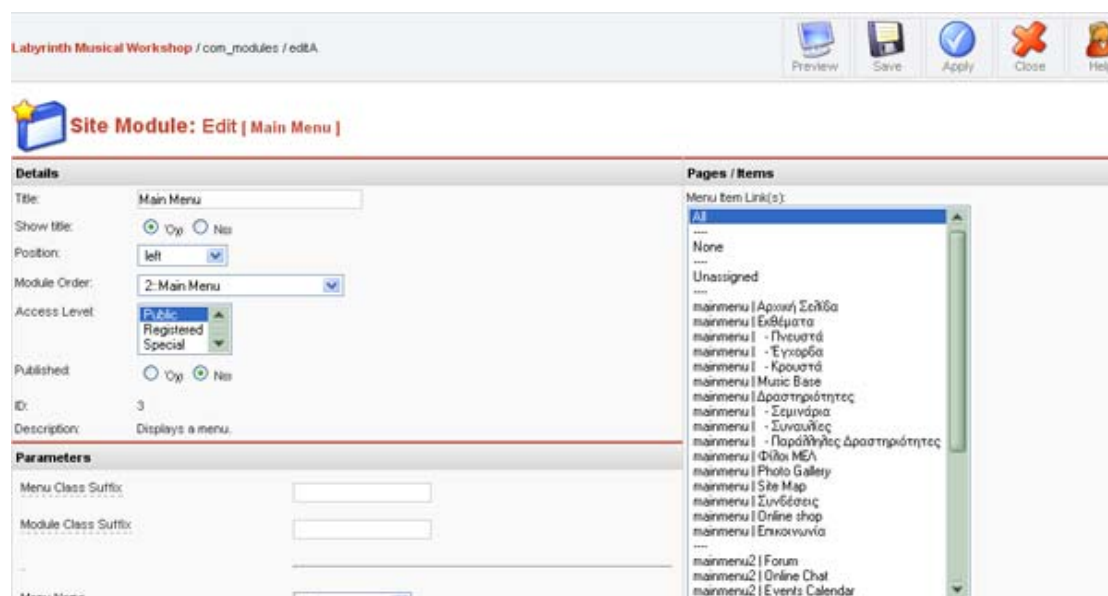 Labyrinth Musical Workshop / com_modules / editA
Preview Save Apply Close Help
Site Module: Edit [ Main Menu ]
Details
Title: Main Menu
Show title: Όχι Ναι
Position: left
Module Order: 2::Main Menu
Access Level: Public
Registered
Special
Published: Όχι Ναι
ID: 3
Description: Displays a menu.
Parameters
Menu Class Suffix
Module Class Suffix
Menu Name
Pages / Items
Menu Item Link(s):
All
----
None
----
Unassigned
----
mainmenu | Αρχική Σελίδα
mainmenu | Εκθέματα
mainmenu | - Πνευστά
mainmenu | - Έγχορδα
mainmenu | - Κρουστά
mainmenu | Music Base
mainmenu | Δραστηριότητες
mainmenu | - Σεμινάρια
mainmenu | - Συναυλίες
mainmenu | - Παράλληλες Δραστηριότητες
mainmenu | Φίλοι ΜΕΛ
mainmenu | Photo Gallery
mainmenu | Site Map
mainmenu | Συνδέσεις
mainmenu | Online shop
mainmenu | Επικοινωνία
----
mainmenu2 | Forum
mainmenu2 | Online Chat
mainmenu2 | Events Calendar